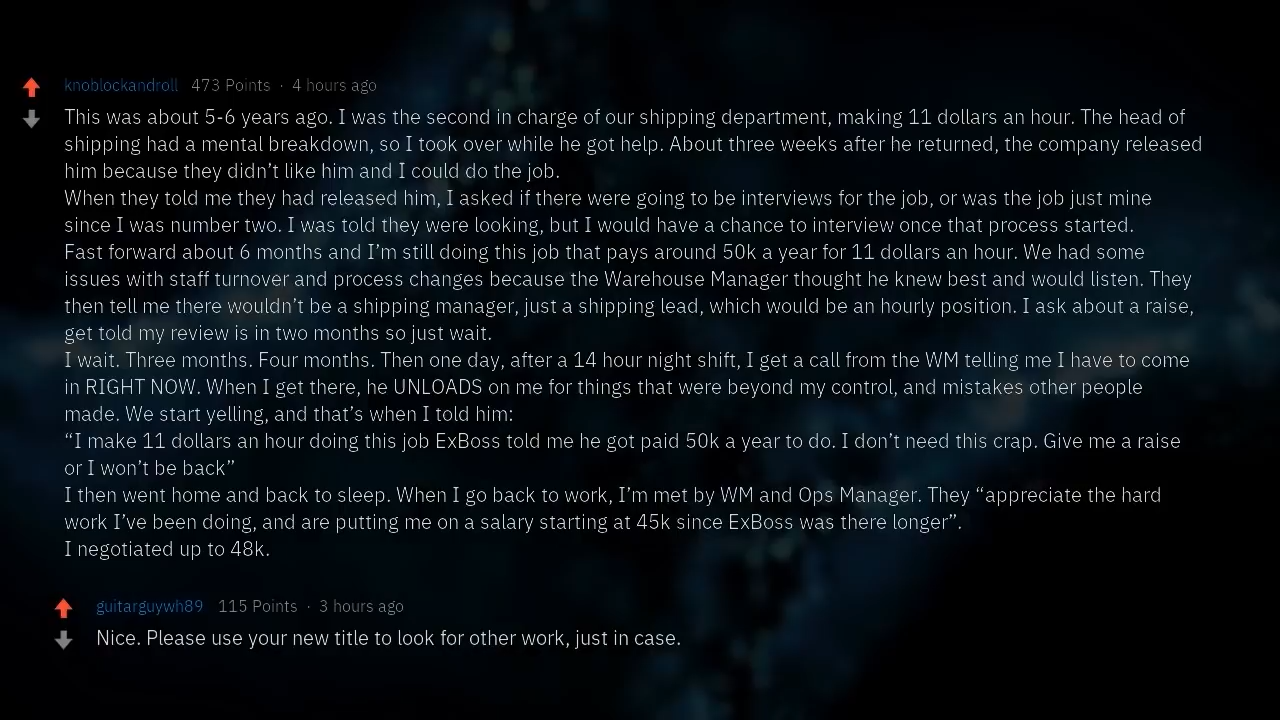 knoblockandroll 473 Points · 4 hours ago
This was about 5-6 years ago. I was the second in charge of our shipping department, making 11 dollars an hour. The head of
shipping had a mental breakdown, so I took over while he got help. About three weeks after he returned, the company released
him because they didn’t like him and I could do the job.
When they told me they had released him, I asked if there were going to be interviews for the job, or was the job just mine
since I was number two. I was told they were looking, but I would have a chance to interview once that process started.
Fast forward about 6 months and I’m still doing this job that pays around 50k a year for 11 dollars an hour. We had some
issues with staff turnover and process changes because the Warehouse Manager thought he knew best and would listen. They
then tell me there wouldn’t be a shipping manager, just a shipping lead, which would be an hourly position. I ask about a raise,
get told my review is in two months so just wait.
I wait. Three months. Four months. Then one day, after a 14 hour night shift, I get a call from the WM telling me I have to come
in RIGHT NOW. When I get there, he UNLOADS on me for things that were beyond my control, and mistakes other people
made. We start yelling, and that’s when I told him:
“I make 11 dollars an hour doing this job ExBoss told me he got paid 50k a year to do. I don’t need this crap. Give me a raise
or I won’t be back”
I then went home and back to sleep. When I go back to work, I’m met by WM and Ops Manager. They “appreciate the hard
work I’ve been doing, and are putting me on a salary starting at 45k since ExBoss was there longer”.
I negotiated up to 48k.
guitarguywh89 115 Points · 3 hours ago
Nice. Please use your new title to look for other work, just in case.